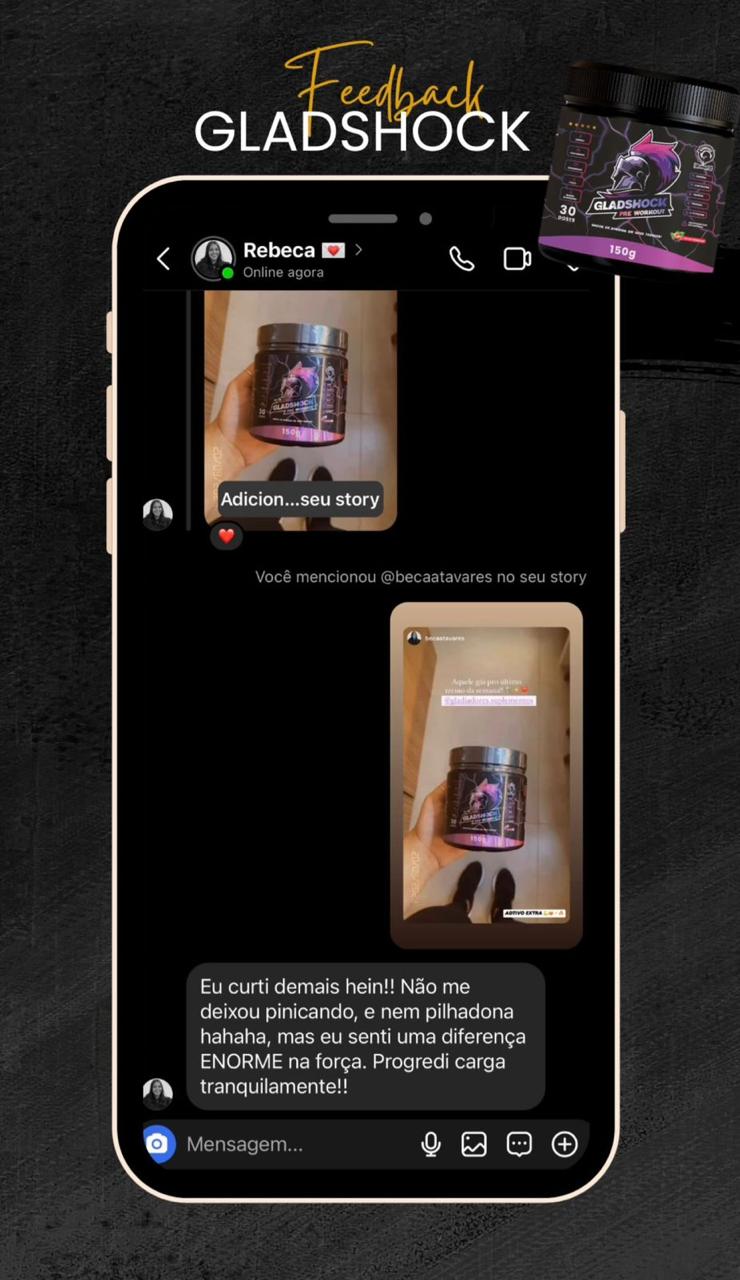 Feedback
GLADSHOCK
GLADSHOCK
PRE WORKOUT
30
150g
Rebeca 💌 >
Online agora
GLADSHOCK
30
150g
Adicion...seu story
Você mencionou @becaatavares no seu story
becaatavares
Aquele gás pro último
treino da semana!!
@gladiadores.suplementos
GLADSHOCK
150g
ADITIVO EXTRA
Eu curti demais hein!! Não me
deixou pinicando, e nem pilhadona
hahaha, mas eu senti uma diferença
ENORME na força. Progredi carga
tranquilamente!!
Mensagem...